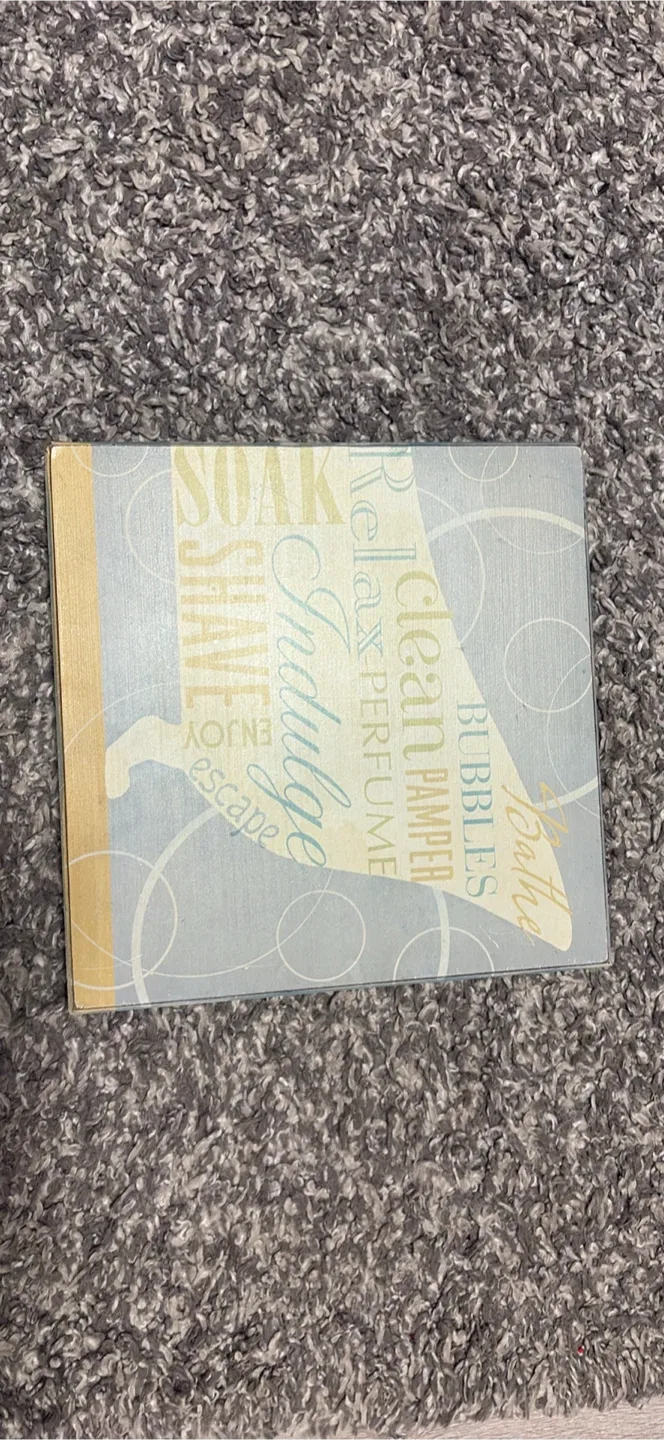 Bathe
BUBBLES
clean PAMPER
Relax PERFUME
Indulge
SOAK
SHAVE
ENJOY
escape